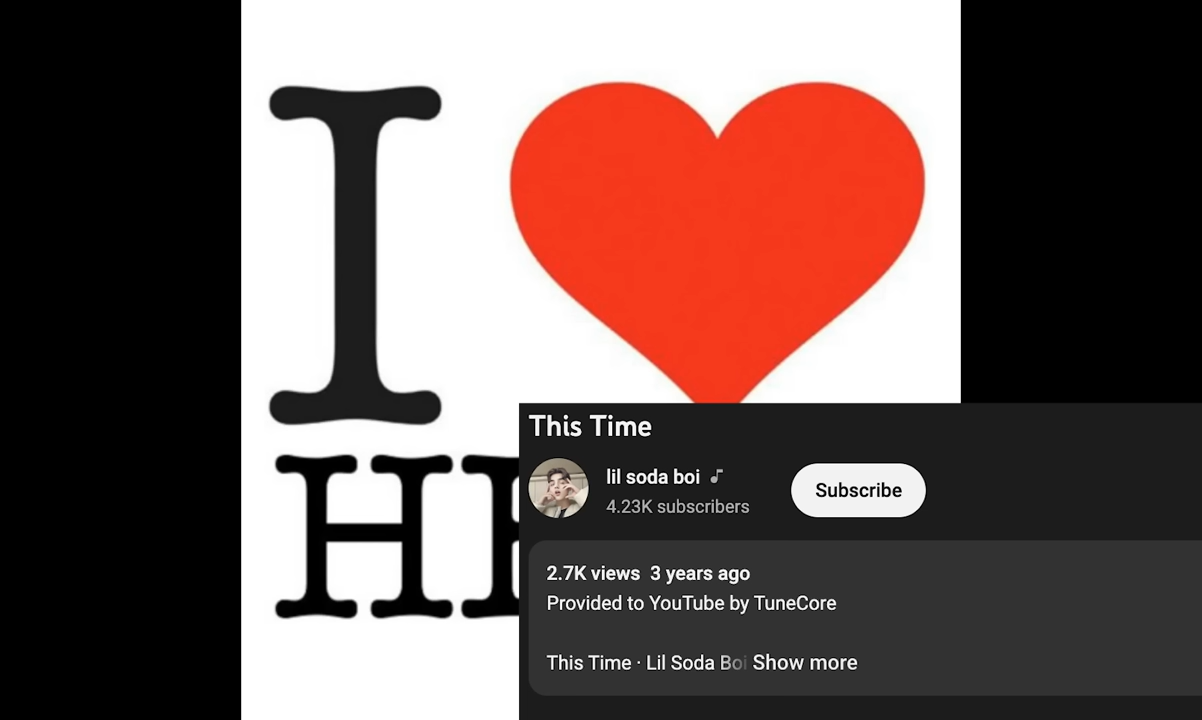 I
HE
This Time
lil soda boi
4.23K subscribers
Subscribe
2.7K views 3 years ago
Provided to YouTube by TuneCore
This Time · Lil Soda Boi Show more